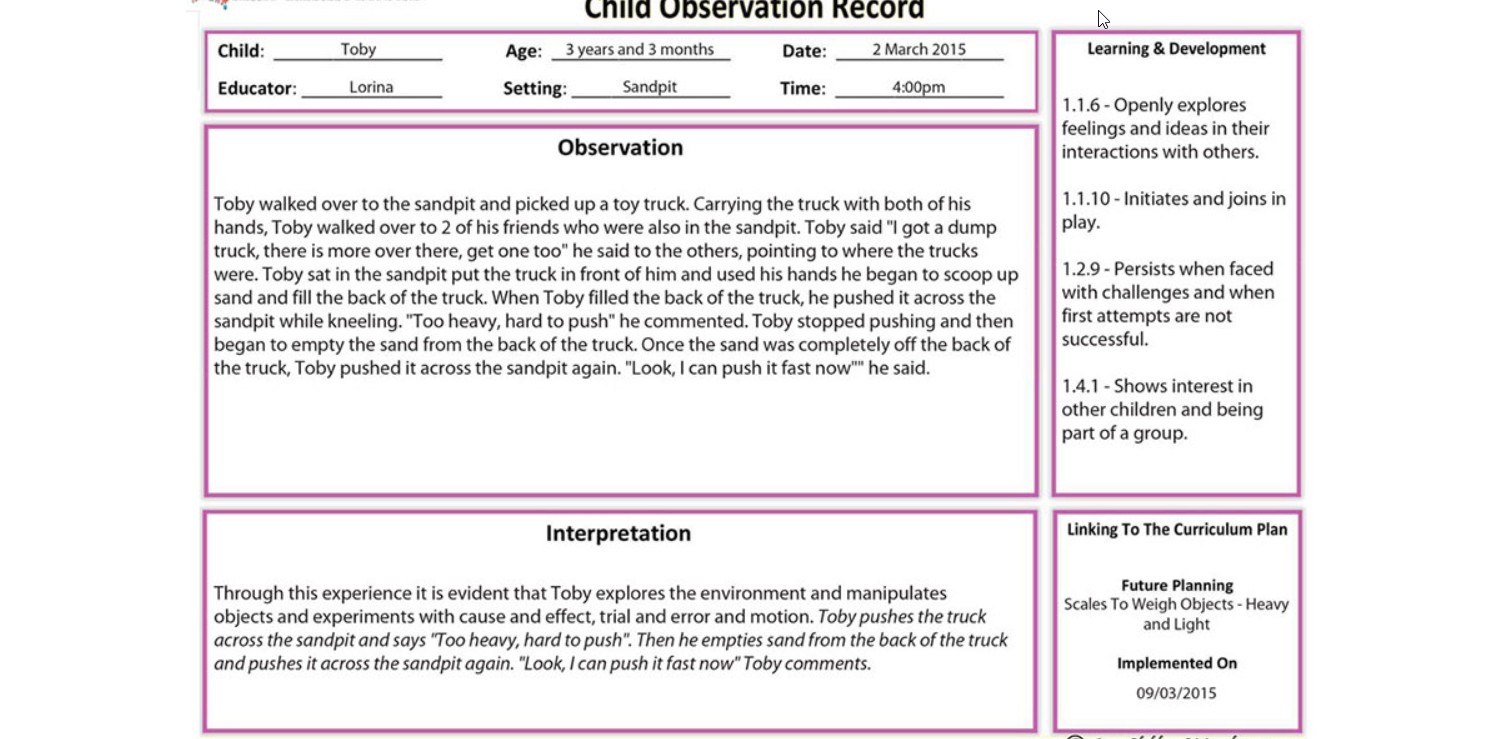 Child Observation Record
Child: Toby Age: 3 years and 3 months Date: 2 March 2015
Educator: Lorina Setting: Sandpit Time: 4:00pm
Observation
Toby walked over to the sandpit and picked up a toy truck. Carrying the truck with both of his
hands, Toby walked over to 2 of his friends who were also in the sandpit. Toby said "I got a dump
truck, there is more over there, get one too" he said to the others, pointing to where the trucks
were. Toby sat in the sandpit put the truck in front of him and used his hands he began to scoop up
sand and fill the back of the truck. When Toby filled the back of the truck, he pushed it across the
sandpit while kneeling. "Too heavy, hard to push" he commented. Toby stopped pushing and then
began to empty the sand from the back of the truck. Once the sand was completely off the back of
the truck, Toby pushed it across the sandpit again. "Look, I can push it fast now"" he said.
Learning & Development
1.1.6 - Openly explores
feelings and ideas in their
interactions with others.
1.1.10 - Initiates and joins in
play.
1.2.9 - Persists when faced
with challenges and when
first attempts are not
successful.
1.4.1 - Shows interest in
other children and being
part of a group.
Interpretation
Through this experience it is evident that Toby explores the environment and manipulates
objects and experiments with cause and effect, trial and error and motion. Toby pushes the truck
across the sandpit and says "Too heavy, hard to push". Then he empties sand from the back of the truck
and pushes it across the sandpit again. "Look, I can push it fast now" Toby comments.
Linking To The Curriculum Plan
Future Planning
Scales To Weigh Objects - Heavy
and Light
Implemented On
09/03/2015